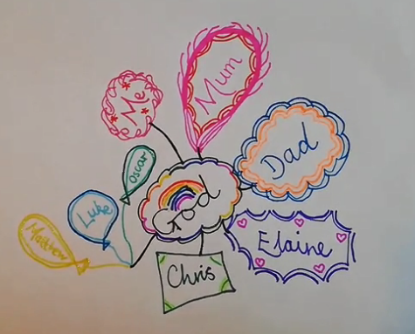 Me
Mum
Dad
Oscar
God
Luke
Matthew
Elaine
Chris